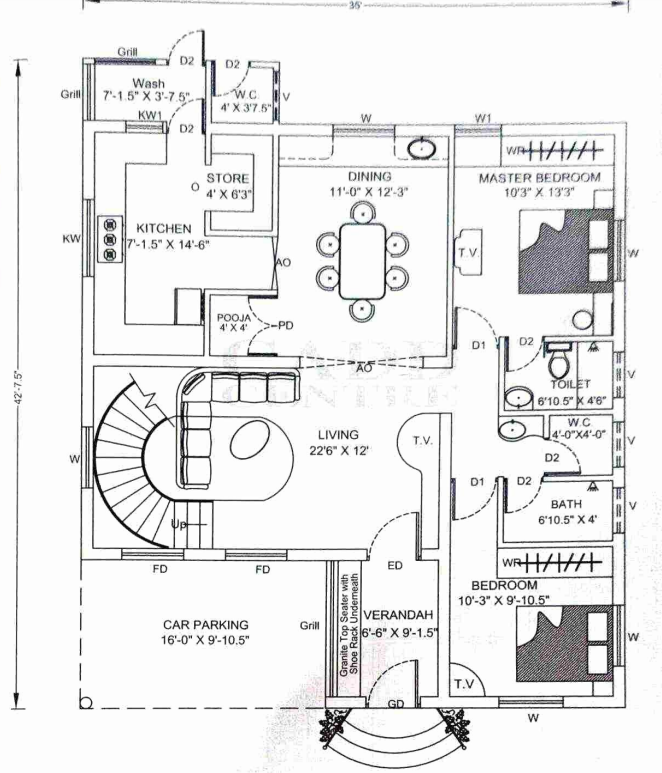 35'
Grill
D2
D2
Grill
Wash
7'-1.5" X 3'-7.5"
W.C.
4' X 3'7.5"
V
KW1
D2
W
W1
WR
STORE
4' X 6'3"
O
DINING
11'-0" X 12'-3"
MASTER BEDROOM
10'3" X 13'3"
KITCHEN
7'-1.5" X 14'-6"
KW
T.V.
W
AO
POOJA
4' X 4'
PD
D1
D2
AO
TOILET
6'10.5" X 4'6"
V
42'-7.5"
W.C.
4'-0"X4'-0"
V
LIVING
22'6" X 12'
T.V.
W
D2
D1
D2
BATH
6'10.5" X 4'
V
Up
FD
FD
ED
WR
BEDROOM
10'-3" X 9'-10.5"
CAR PARKING
16'-0" X 9'-10.5"
Grill
Granite Top Seater with
Shoe Rack Underneath
VERANDAH
6'-6" X 9'-1.5"
W
T.V
GD
W